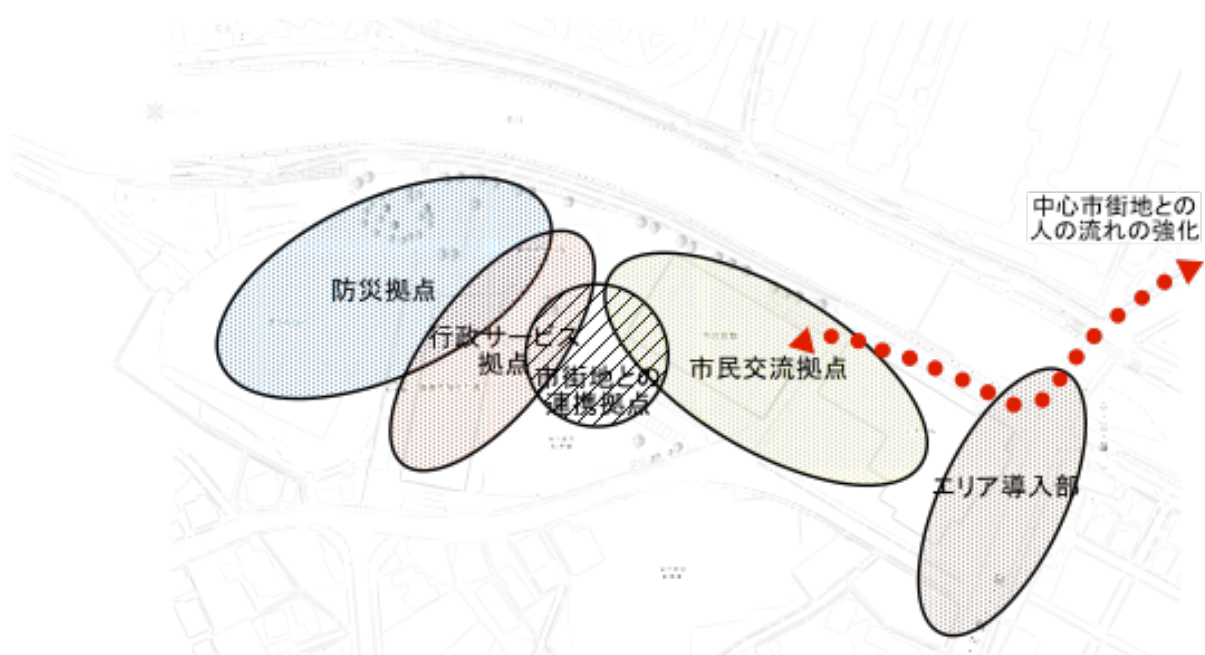 中心市街地との
人の流れの強化
防災拠点
行政サービス
拠点
市街地との
連携拠点
市民交流拠点
エリア導入部